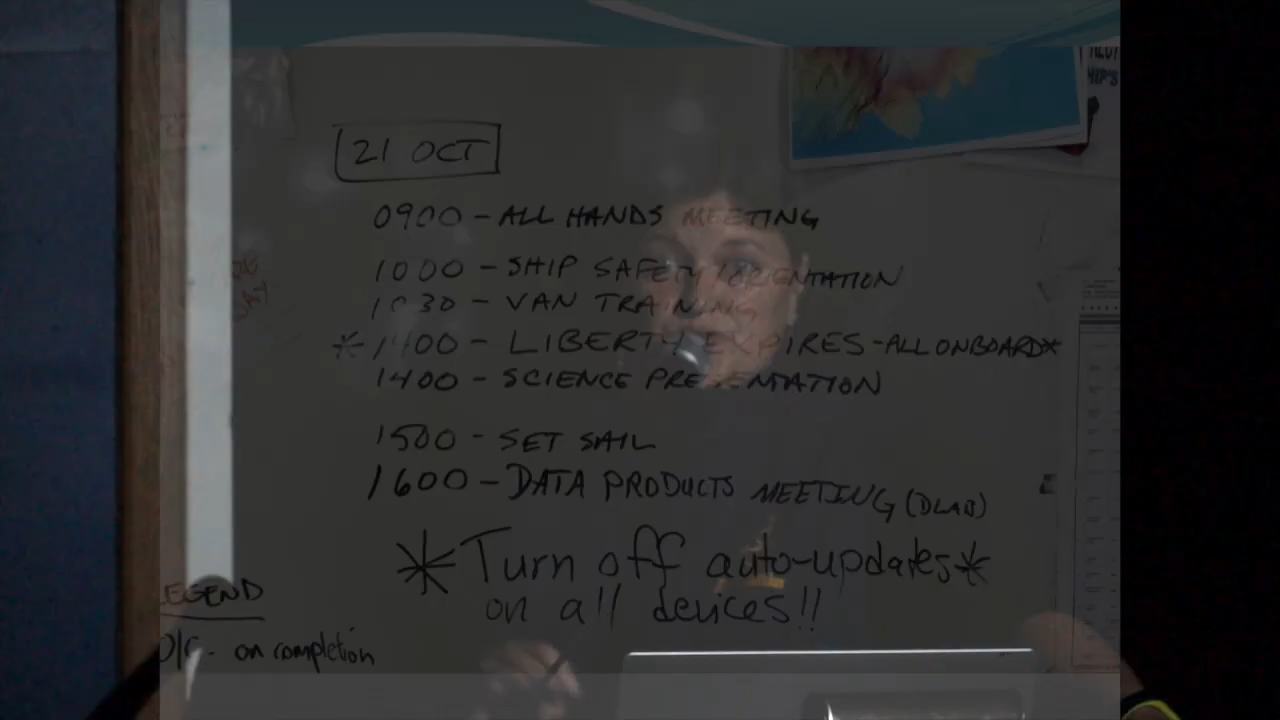 21 OCT
0900 - ALL HANDS MEETING
1000 - SHIP SAFETY ORIENTATION
1030 - VAN TRAINING
* 1400 - LIBERTY EXPIRES - ALL ONBOARD*
1400 - SCIENCE PRESENTATION
1500 - SET SAIL
1600 - DATA PRODUCTS MEETING (DLAB)
* Turn off auto-updates *
on all devices!!
EGEND
O/C - on completion